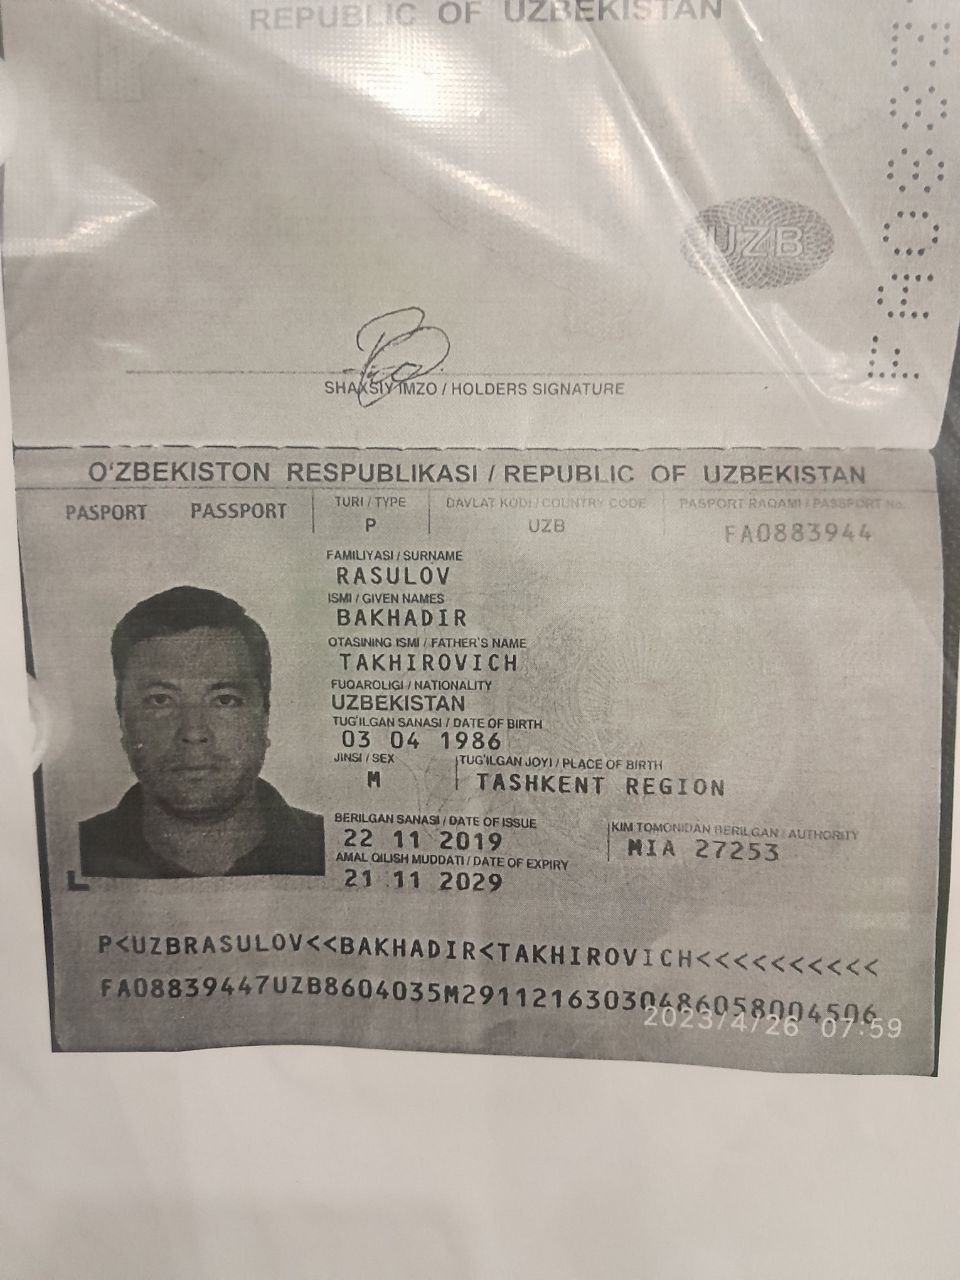 REPUBLIC OF UZBEKISTAN
UZB
SHAXSIY IMZO / HOLDERS SIGNATURE
O'ZBEKISTON RESPUBLIKASI / REPUBLIC OF UZBEKISTAN
PASPORT PASSPORT
TURI / TYPE
P
DAVLAT KODI / COUNTRY CODE
UZB
PASPORT RAQAMI / PASSPORT No.
FA0883944
FAMILIYASI / SURNAME
RASULOV
ISMI / GIVEN NAMES
BAKHADIR
OTASINING ISMI / FATHER'S NAME
TAKHIROVICH
FUQAROLIGI / NATIONALITY
UZBEKISTAN
TUG'ILGAN SANASI / DATE OF BIRTH
03 04 1986
JINSI / SEX
M
TUG'ILGAN JOYI / PLACE OF BIRTH
TASHKENT REGION
BERILGAN SANASI / DATE OF ISSUE
22 11 2019
KIM TOMONIDAN BERILGAN / AUTHORITY
MIA 27253
AMAL QILISH MUDDATI / DATE OF EXPIRY
21 11 2029
P<UZBRASULOV<<BAKHADIR<TAKHIROVICH<<<<<<<<<<
FA08839447UZB8604035M29112163030486058004506
2023/4/26 07:59